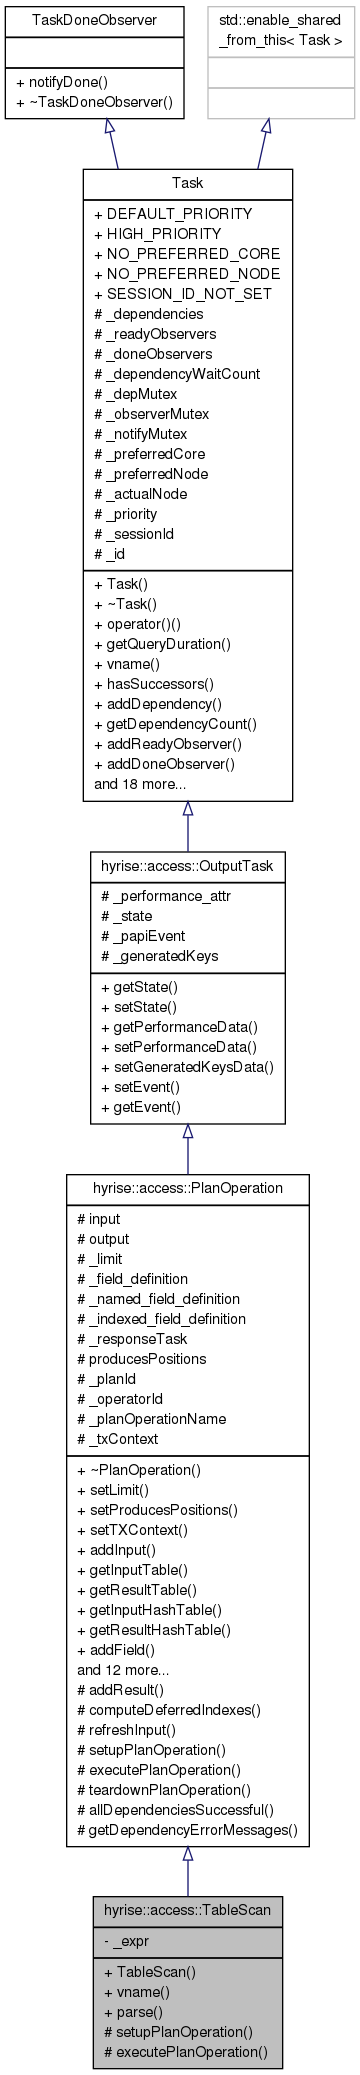 TaskDoneObserver
+ notifyDone()
+ ~TaskDoneObserver()
std::enable_shared
_from_this< Task >
Task
+ DEFAULT_PRIORITY
+ HIGH_PRIORITY
+ NO_PREFERRED_CORE
+ NO_PREFERRED_NODE
+ SESSION_ID_NOT_SET
# _dependencies
# _readyObservers
# _doneObservers
# _dependencyWaitCount
# _depMutex
# _observerMutex
# _notifyMutex
# _preferredCore
# _preferredNode
# _actualNode
# _priority
# _sessionId
# _id
+ Task()
+ ~Task()
+ operator()()
+ getQueryDuration()
+ vname()
+ hasSuccessors()
+ addDependency()
+ getDependencyCount()
+ addReadyObserver()
+ addDoneObserver()
and 18 more...
hyrise::access::OutputTask
# _performance_attr
# _state
# _papiEvent
# _generatedKeys
+ getState()
+ setState()
+ getPerformanceData()
+ setPerformanceData()
+ setGeneratedKeysData()
+ setEvent()
+ getEvent()
hyrise::access::PlanOperation
# input
# output
# _limit
# _field_definition
# _named_field_definition
# _indexed_field_definition
# _responseTask
# producesPositions
# _planId
# _operatorId
# _planOperationName
# _txContext
+ ~PlanOperation()
+ setLimit()
+ setProducesPositions()
+ setTXContext()
+ addInput()
+ getInputTable()
+ getResultTable()
+ getInputHashTable()
+ getResultHashTable()
+ addField()
and 12 more...
# addResult()
# computeDeferredIndexes()
# refreshInput()
# setupPlanOperation()
# executePlanOperation()
# teardownPlanOperation()
# allDependenciesSuccessful()
# getDependencyErrorMessages()
hyrise::access::TableScan
- _expr
+ TableScan()
+ vname()
+ parse()
# setupPlanOperation()
# executePlanOperation()